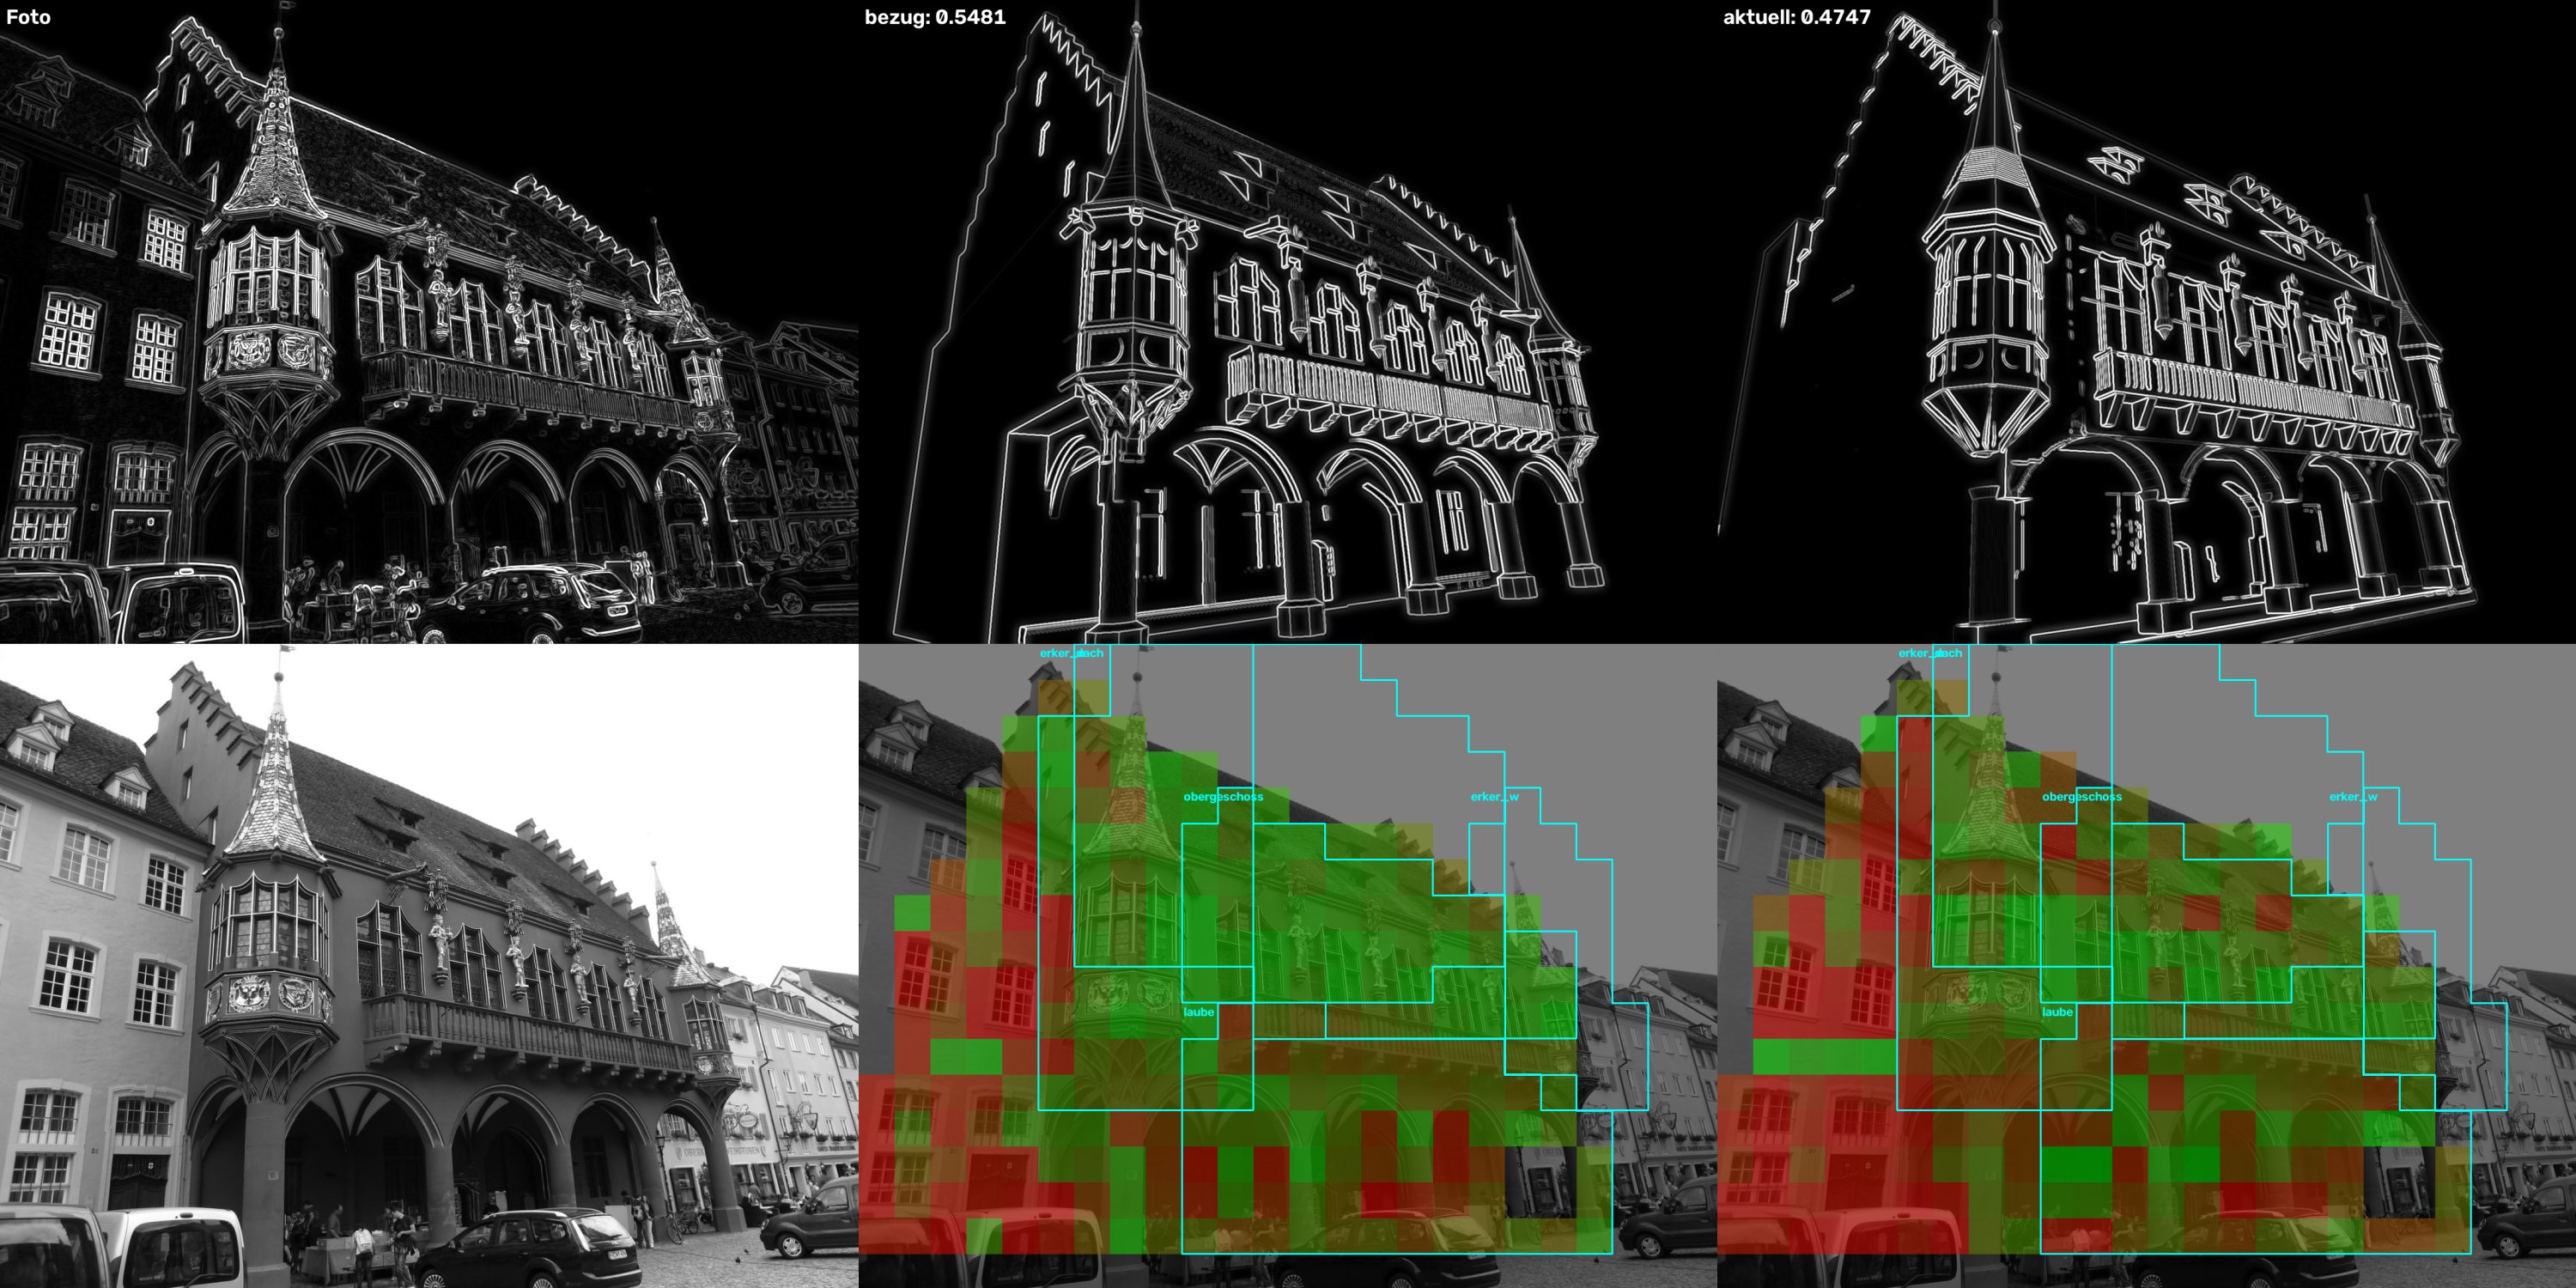 Foto
bezug: 0.5481
aktuell: 0.4747
erker_dach
obergeschoss
erker_w
laube
erker_dach
obergeschoss
erker_w
laube